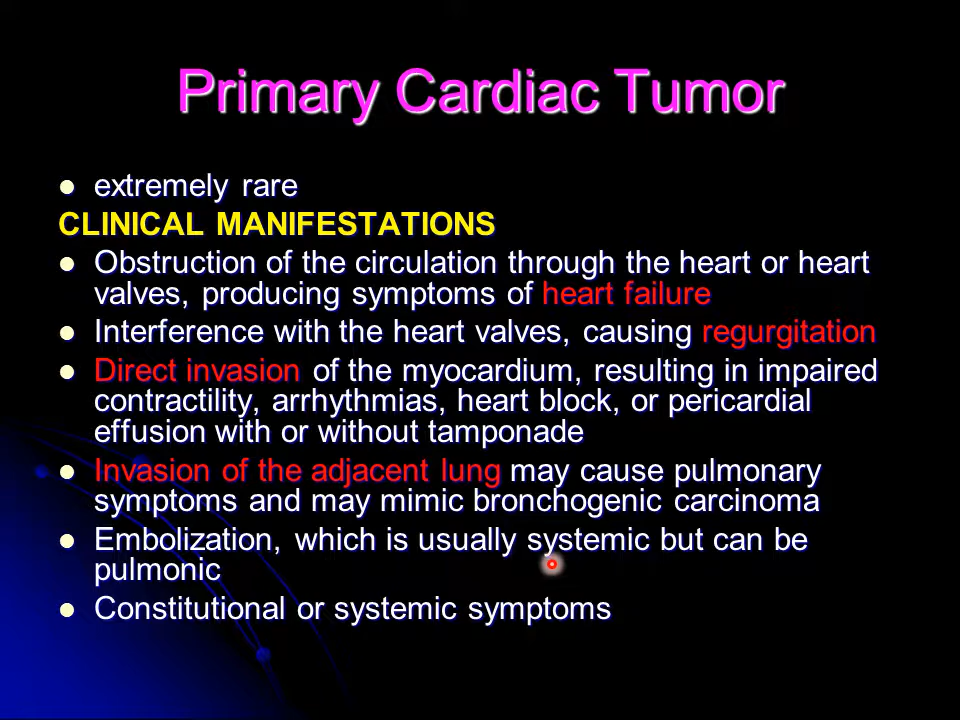 Primary Cardiac Tumor
● extremely rare
CLINICAL MANIFESTATIONS
● Obstruction of the circulation through the heart or heart
valves, producing symptoms of heart failure
● Interference with the heart valves, causing regurgitation
● Direct invasion of the myocardium, resulting in impaired
contractility, arrhythmias, heart block, or pericardial
effusion with or without tamponade
● Invasion of the adjacent lung may cause pulmonary
symptoms and may mimic bronchogenic carcinoma
● Embolization, which is usually systemic but can be
pulmonic
● Constitutional or systemic symptoms